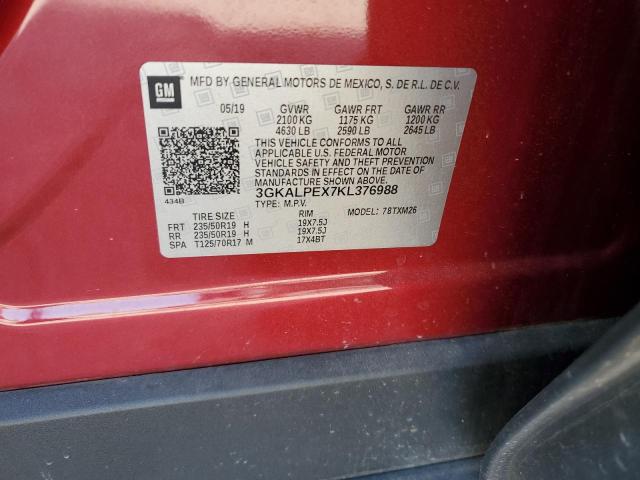 GM
MFD BY GENERAL MOTORS DE MEXICO, S. DE R.L. DE C.V.
05/19 GVWR GAWR FRT GAWR RR
2100 KG 1175 KG 1200 KG
4630 LB 2590 LB 2645 LB
THIS VEHICLE CONFORMS TO ALL
APPLICABLE U.S. FEDERAL MOTOR
VEHICLE SAFETY AND THEFT PREVENTION
STANDARDS IN EFFECT ON THE DATE OF
MANUFACTURE SHOWN ABOVE.
434B
3GKALPEX7KL376988
TYPE: M.P.V. MODEL: 78TXM26
TIRE SIZE RIM
FRT 235/50R19 H 19X7.5J
RR 235/50R19 H 19X7.5J
SPA T125/70R17 M 17X4BT